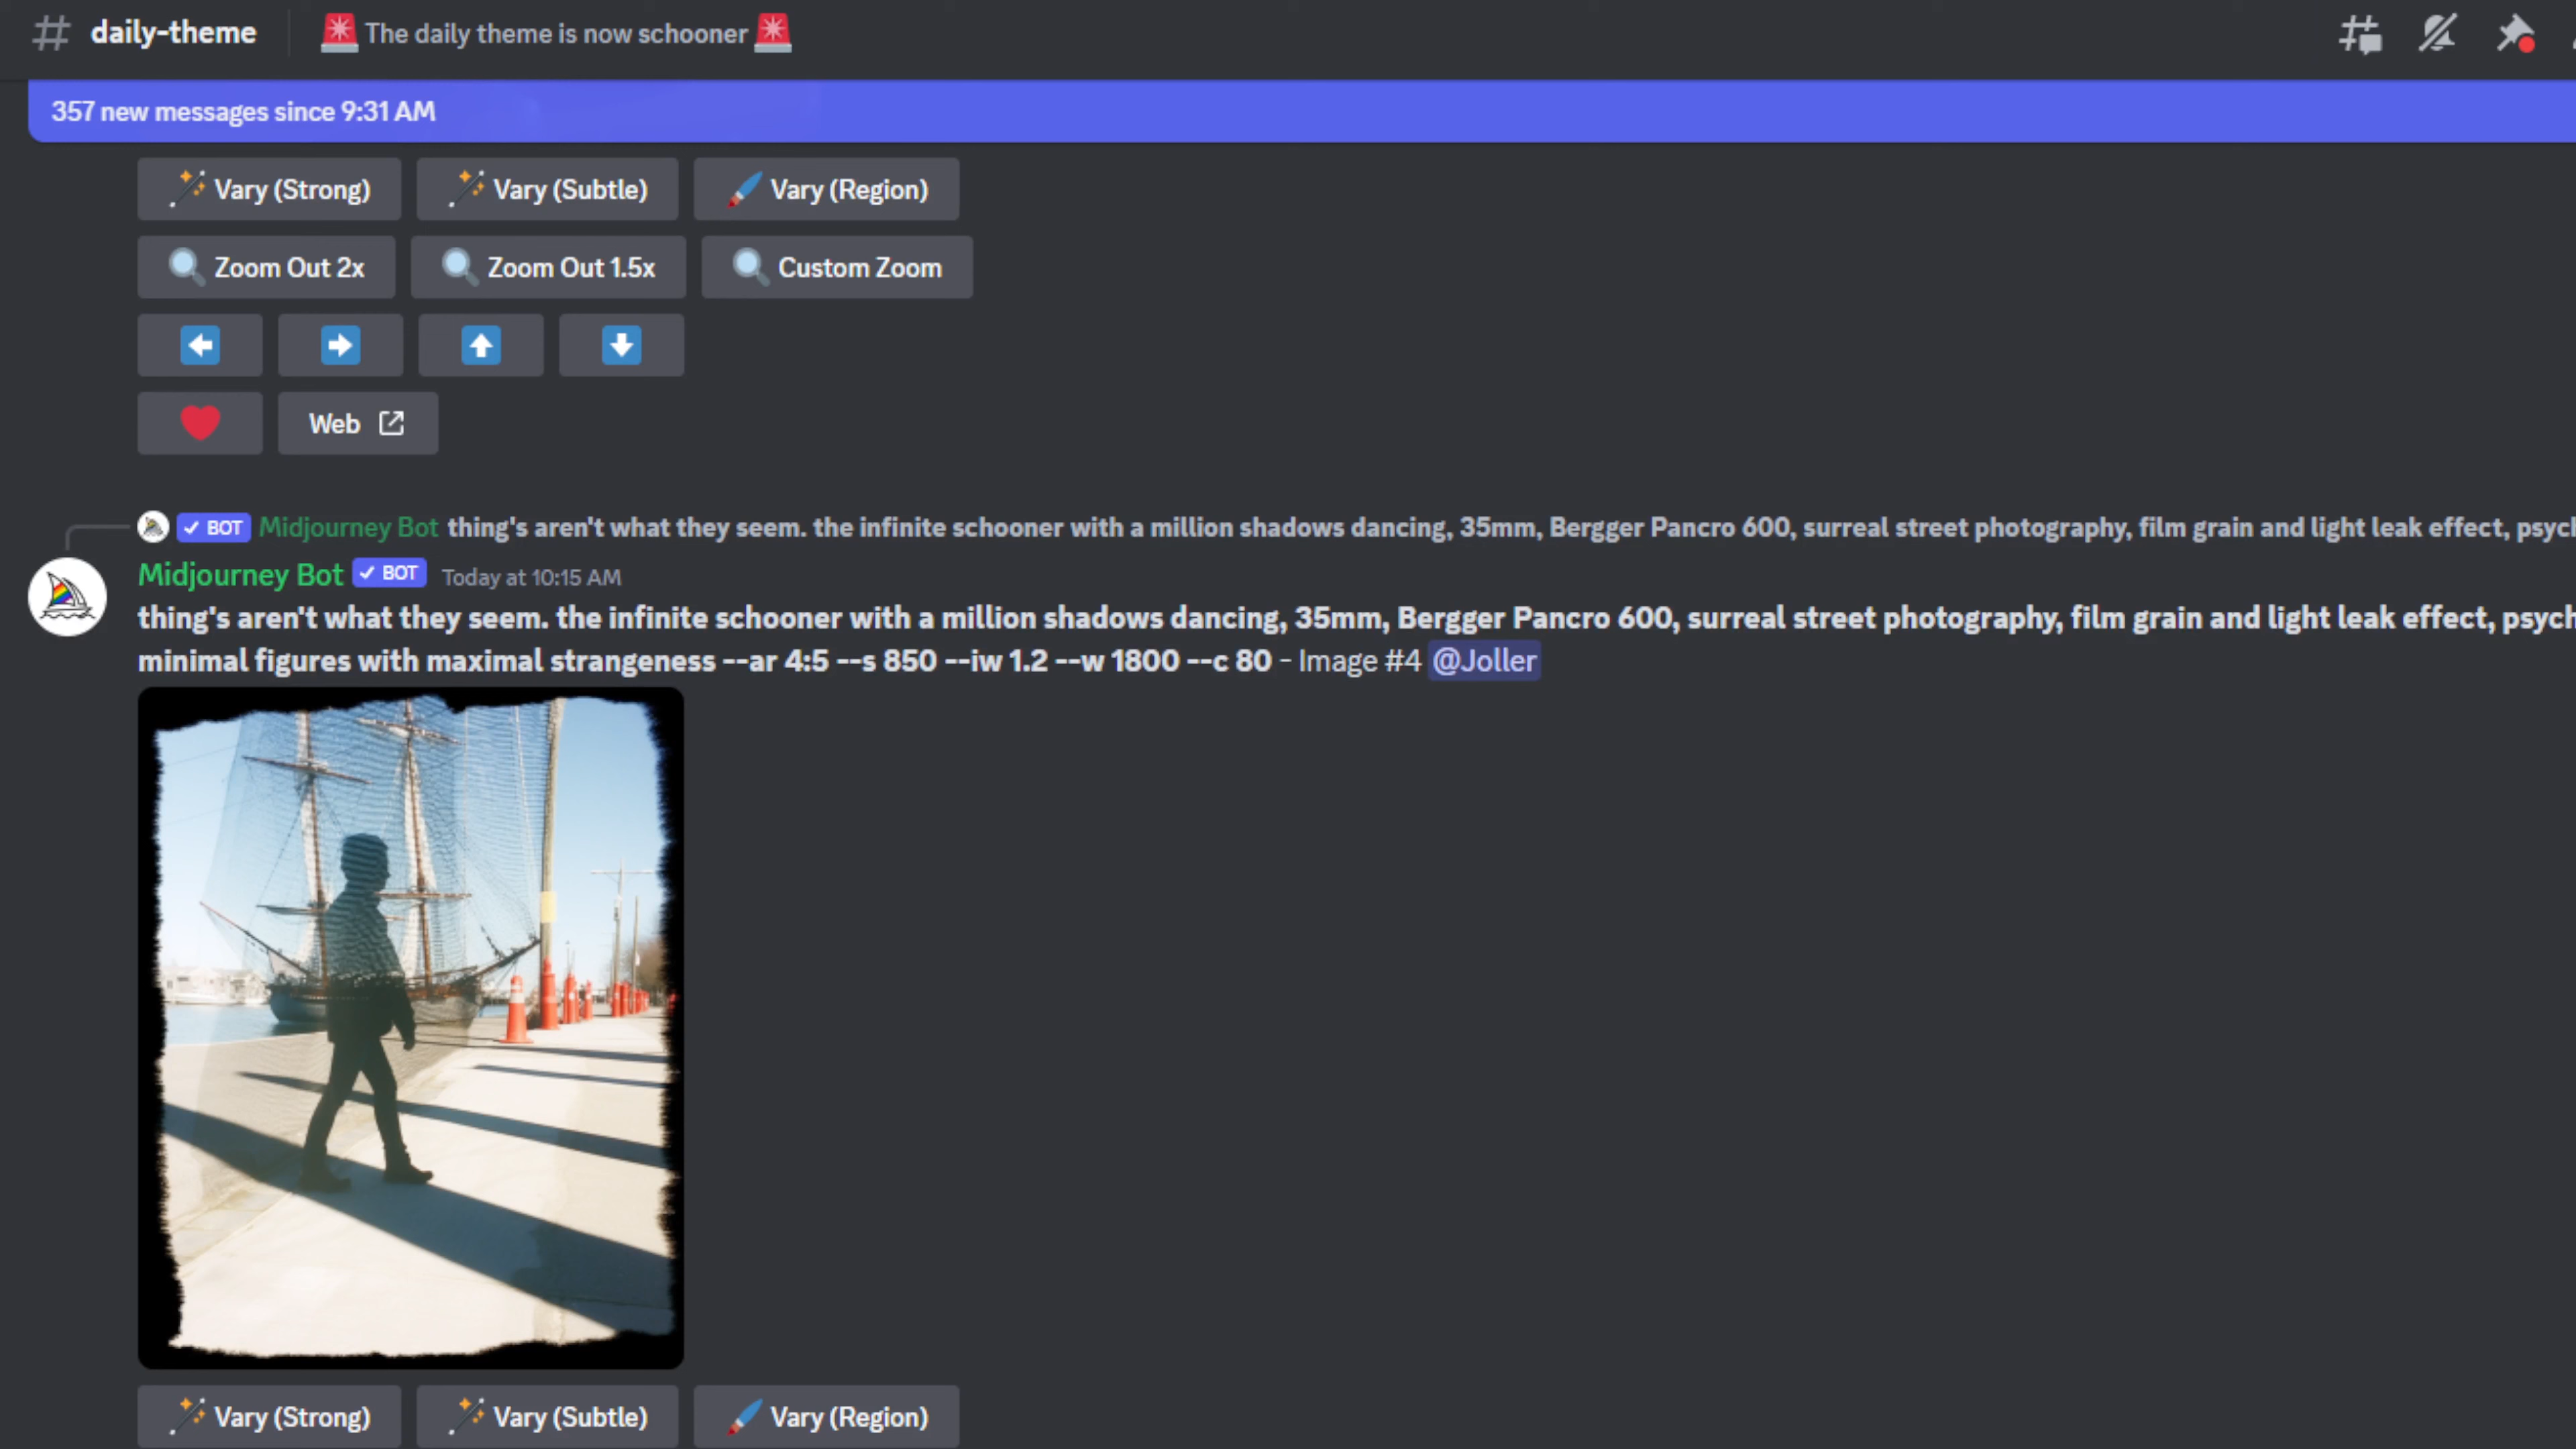 daily-theme
The daily theme is now schooner
357 new messages since 9:31 AM
Vary (Strong) Vary (Subtle) Vary (Region)
Zoom Out 2x Zoom Out 1.5x Custom Zoom
Web
BOT Midjourney Bot thing's aren't what they seem. the infinite schooner with a million shadows dancing, 35mm, Bergger Pancro 600, surreal street photography, film grain and light leak effect, psych
Midjourney Bot BOT Today at 10:15 AM
thing's aren't what they seem. the infinite schooner with a million shadows dancing, 35mm, Bergger Pancro 600, surreal street photography, film grain and light leak effect, psych
minimal figures with maximal strangeness --ar 4:5 --s 850 --iw 1.2 --w 1800 --c 80 - Image #4 @Joller
Vary (Strong) Vary (Subtle) Vary (Region)